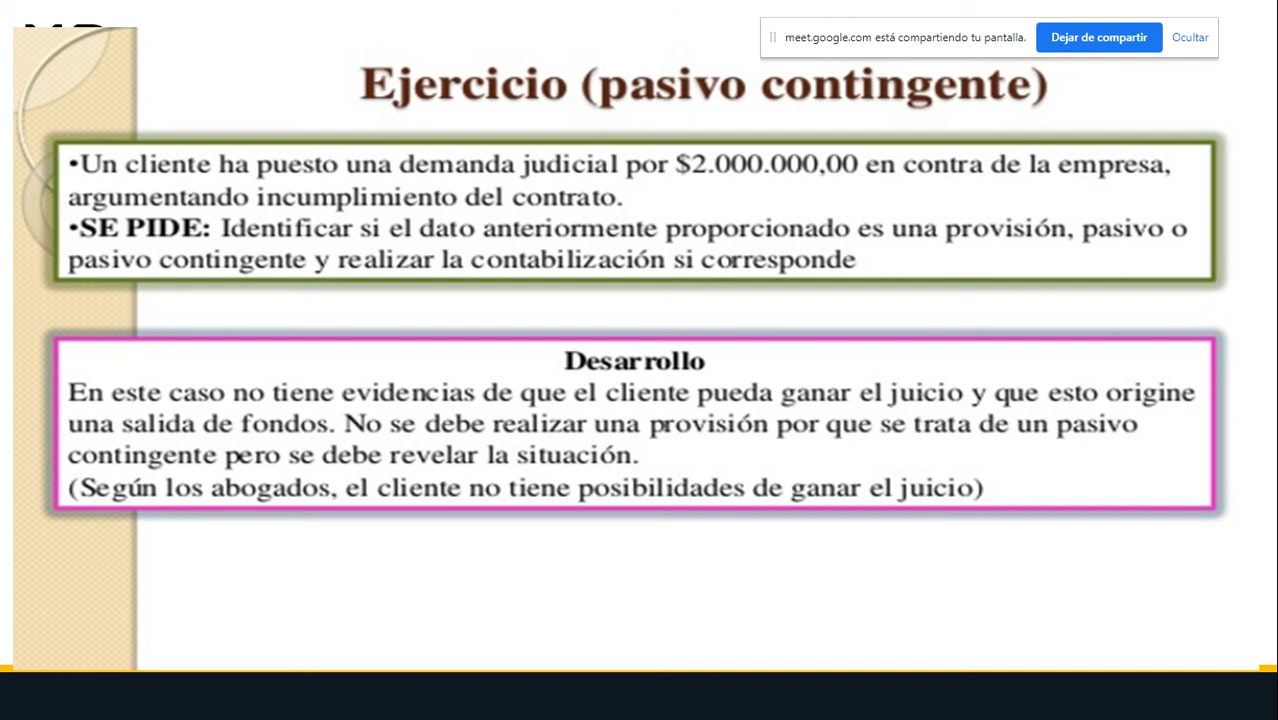 meet.google.com está compartiendo tu pantalla.
Dejar de compartir
Ocultar
Ejercicio (pasivo contingente)
•Un cliente ha puesto una demanda judicial por $2.000.000,00 en contra de la empresa,
argumentando incumplimiento del contrato.
•SE PIDE: Identificar si el dato anteriormente proporcionado es una provisión, pasivo o
pasivo contingente y realizar la contabilización si corresponde
Desarrollo
En este caso no tiene evidencias de que el cliente pueda ganar el juicio y que esto origine
una salida de fondos. No se debe realizar una provisión por que se trata de un pasivo
contingente pero se debe revelar la situación.
(Según los abogados, el cliente no tiene posibilidades de ganar el juicio)